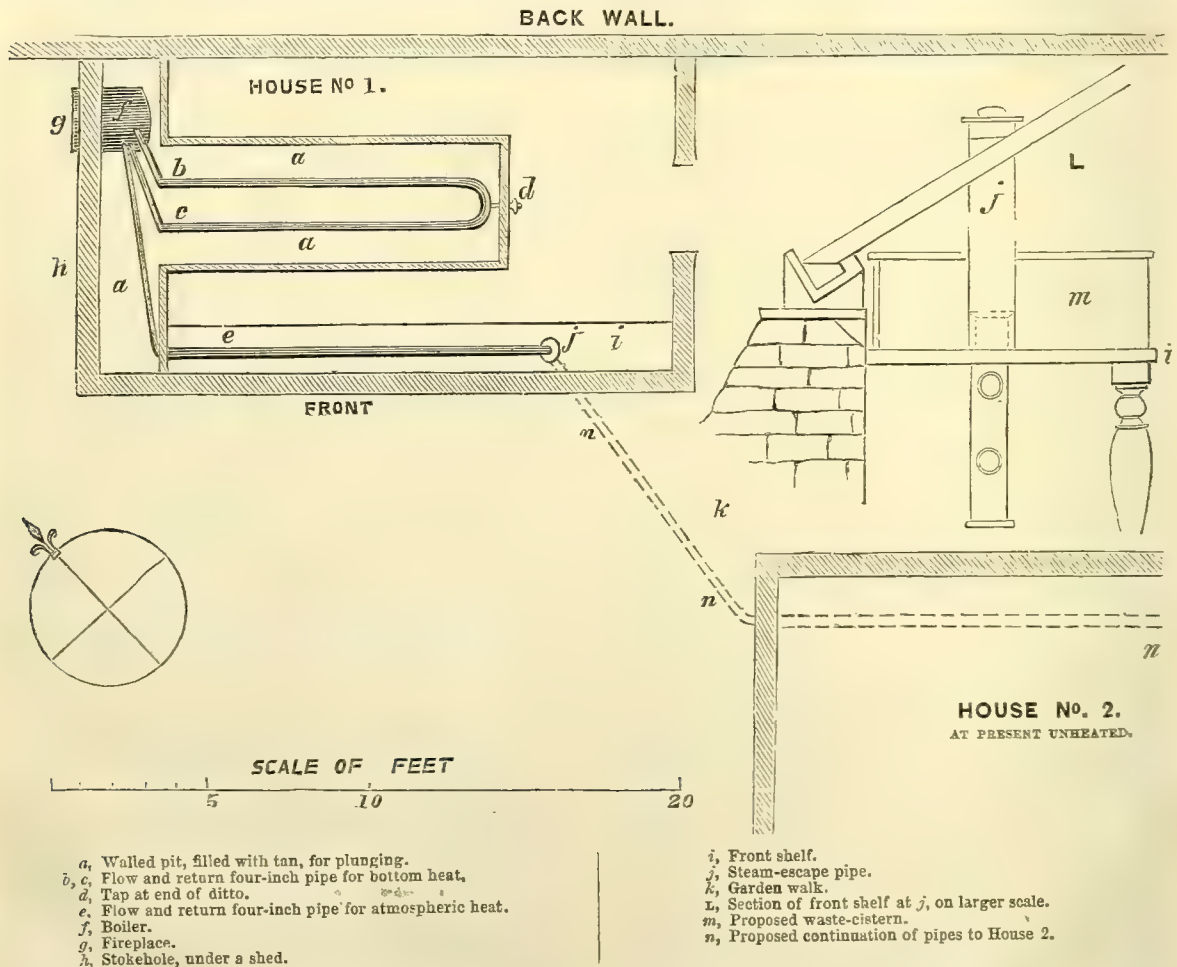 BACK WALL.
HOUSE No 1.
f
g
a
b
d
c
a
h
a
e
j
i
FRONT
L
j
m
i
n
k
n
n
HOUSE No. 2.
AT PRESENT UNHEATED.
SCALE OF FEET
5 10 20
a, Walled pit, filled with tan, for plunging.
b, c, Flow and return four-inch pipe for bottom heat.
d, Tap at end of ditto.
e, Flow and return four-inch pipe for atmospheric heat.
f, Boiler.
g, Fireplace.
h, Stokehole, under a shed.
i, Front shelf.
j, Steam-escape pipe.
k, Garden walk.
L, Section of front shelf at j, on larger scale.
m, Proposed waste-cistern.
n, Proposed continuation of pipes to House 2.